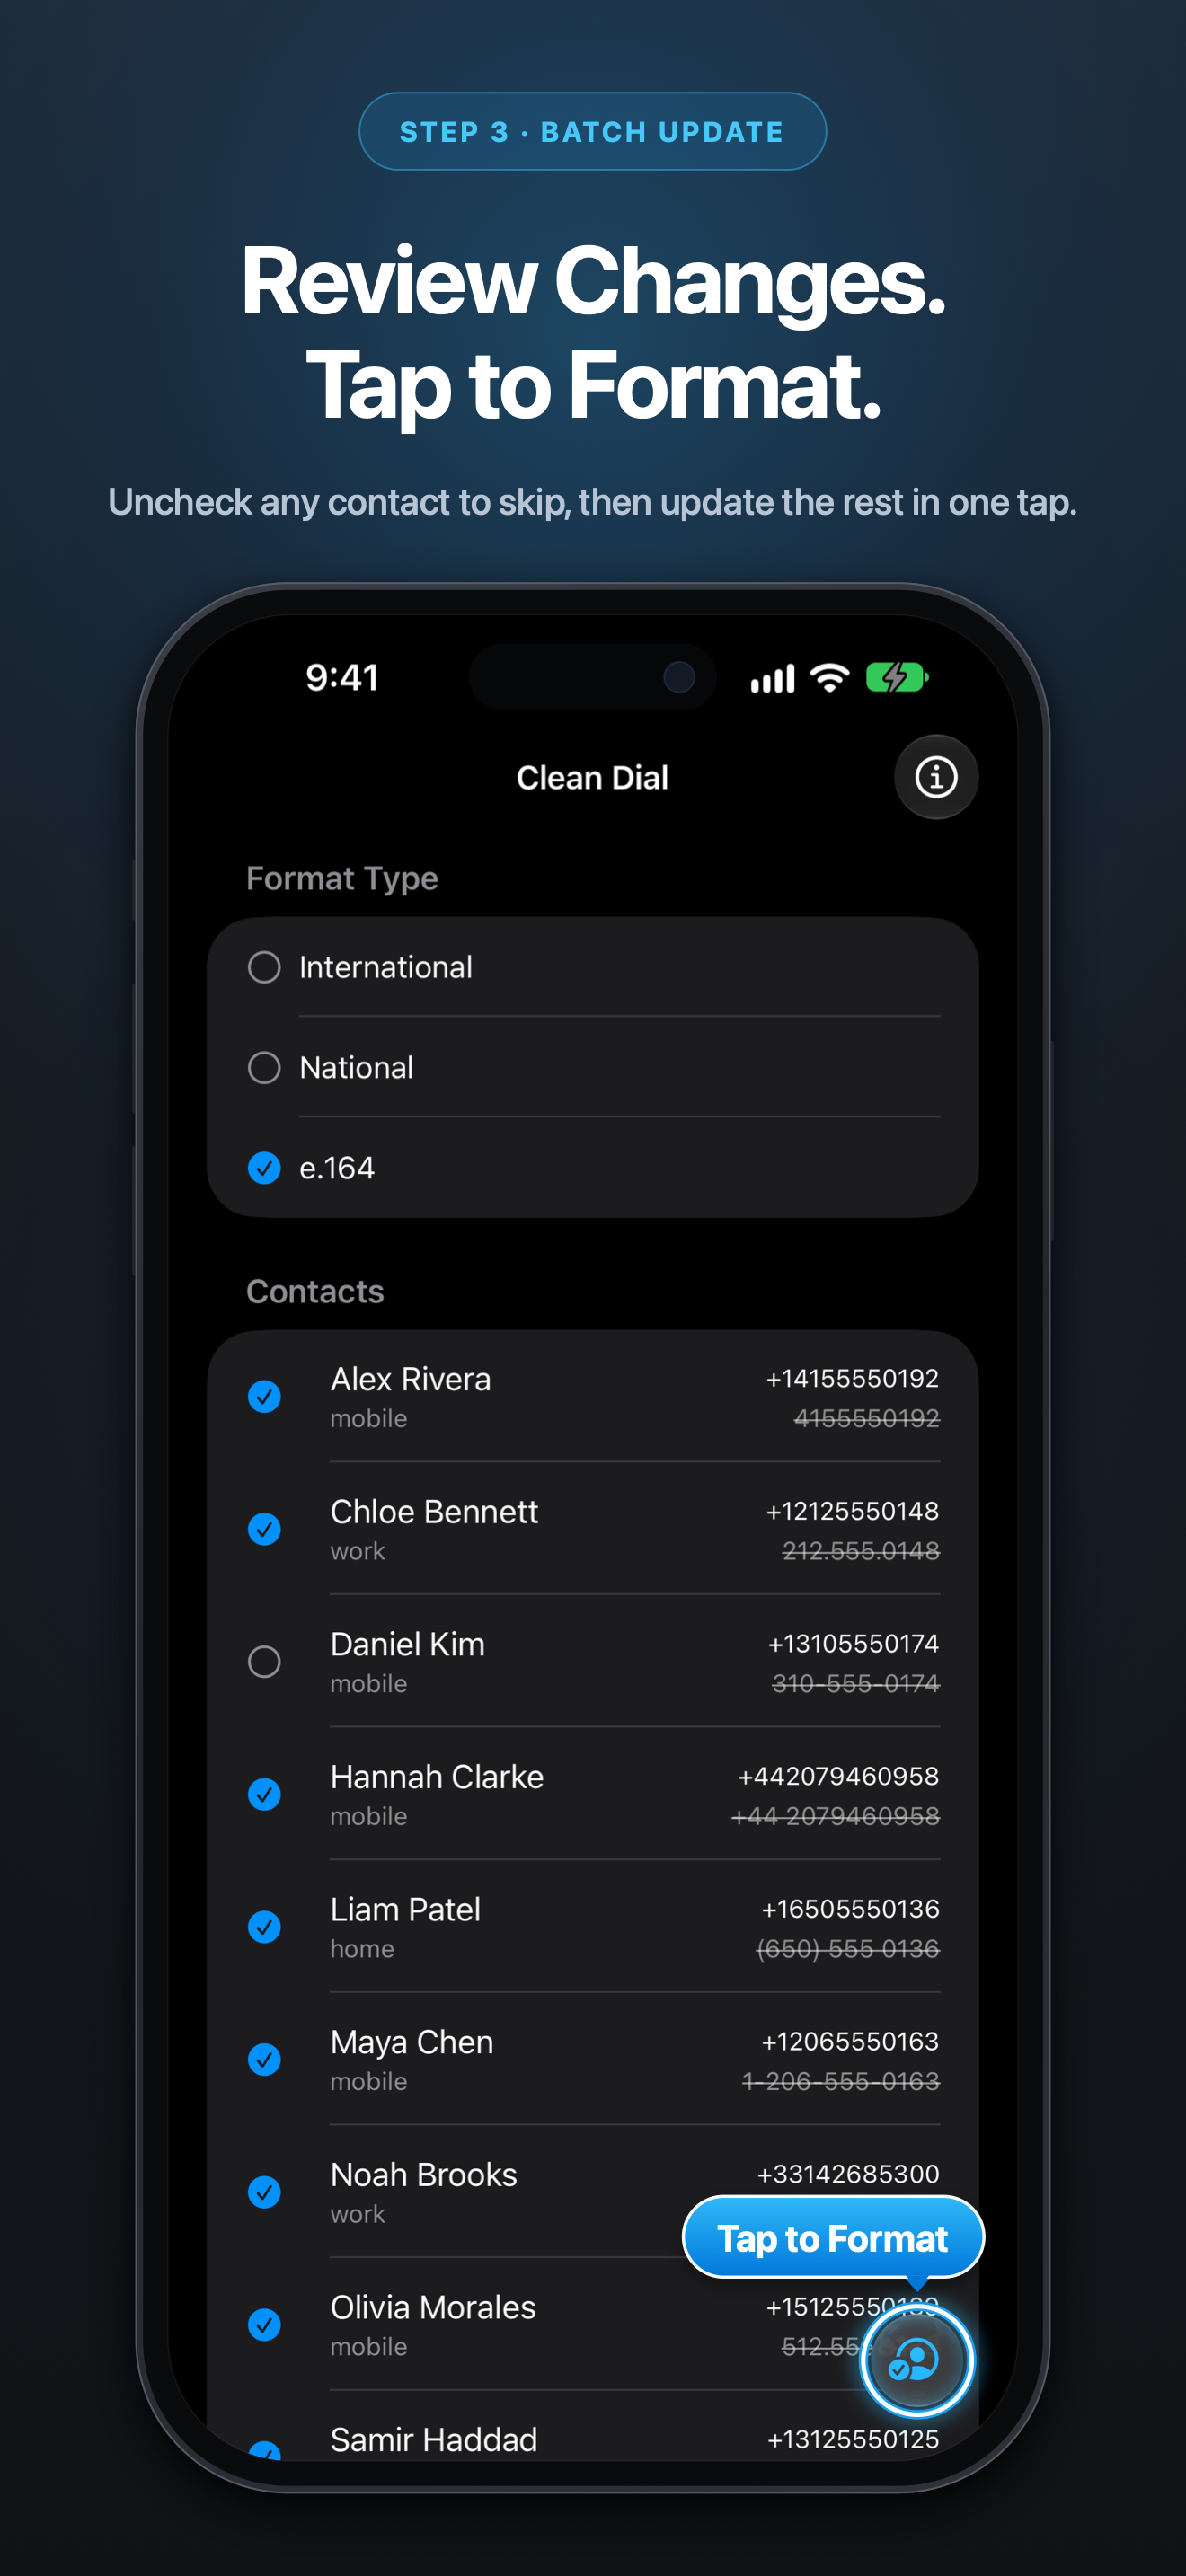 STEP 3 · BATCH UPDATE
Review Changes.
Tap to Format.
Uncheck any contact to skip, then update the rest in one tap.
9:41
Clean Dial
Format Type
International
National
e.164
Contacts
Alex Rivera +14155550192
mobile 4155550192
Chloe Bennett +12125550148
work 212.555.0148
Daniel Kim +13105550174
mobile 310-555-0174
Hannah Clarke +442079460958
mobile +44 2079460958
Liam Patel +16505550136
home (650) 555 0136
Maya Chen +12065550163
mobile 1-206-555-0163
Noah Brooks +33142685300
work
Tap to Format
Olivia Morales
mobile
Samir Haddad +13125550125